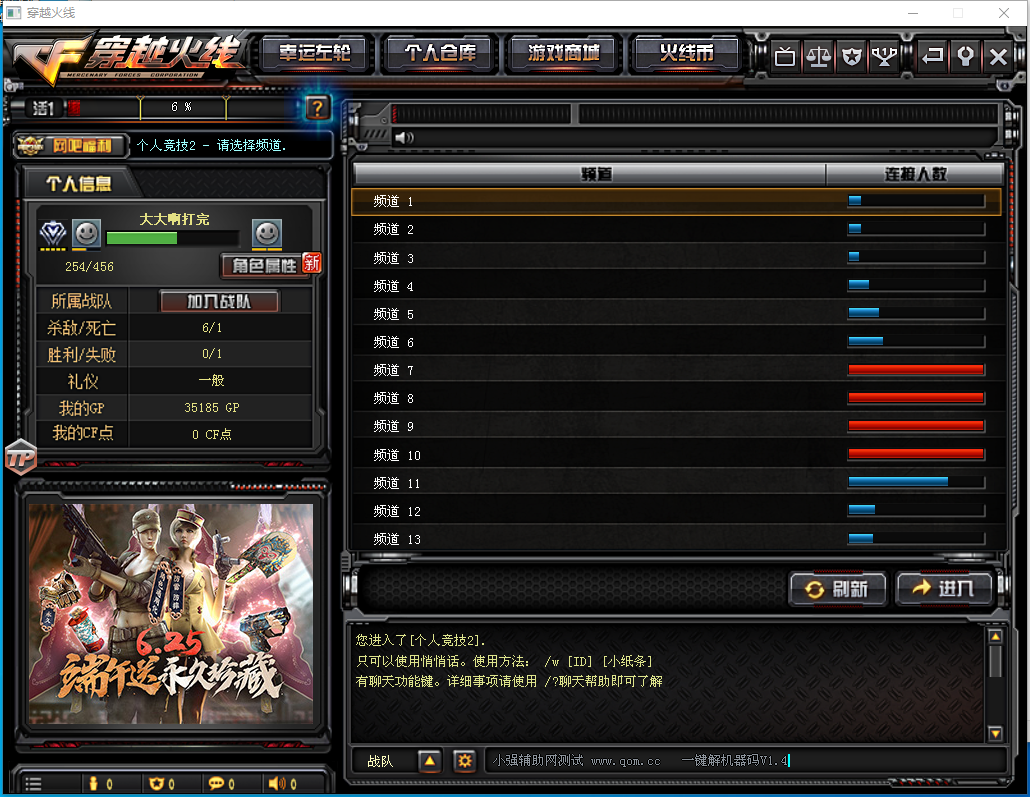 穿越火线
CF穿越火线
MERCENARY FORCES CORPORATION
幸运左轮
个人仓库
游戏商城
火线币
活1
6 %
?
网吧福利
个人竞技2 - 请选择频道.
个人信息
大大啊打完
254/456
角色属性
新
所属战队
加入战队
杀敌/死亡
6/1
胜利/失败
0/1
礼仪
一般
我的GP
35185 GP
我的CF点
0 CF点
TP
6.25
端午送永久珍藏
0
0
0
0
频道
连接人数
频道 1
频道 2
频道 3
频道 4
频道 5
频道 6
频道 7
频道 8
频道 9
频道 10
频道 11
频道 12
频道 13
刷新
进入
您进入了[个人竞技2].
只可以使用悄悄话。使用方法: /w [ID] [小纸条]
有聊天功能键。详细事项请使用 /?聊天帮助即可了解
战队
小强辅助网测试 www.qom.cc 一键解机器码V1.4